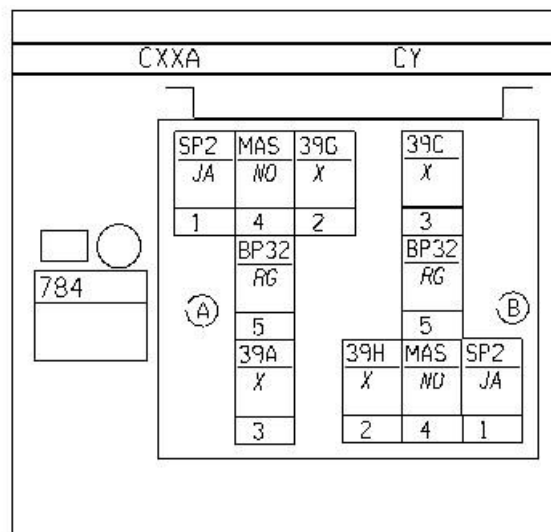 CXXA CY
SP2 MAS 39G 39C
JA NO X X
1 4 2 3
BP32 BP32
784 RG RG
A B
5 5
39A 39H MAS SP2
X X NO JA
3 2 4 1